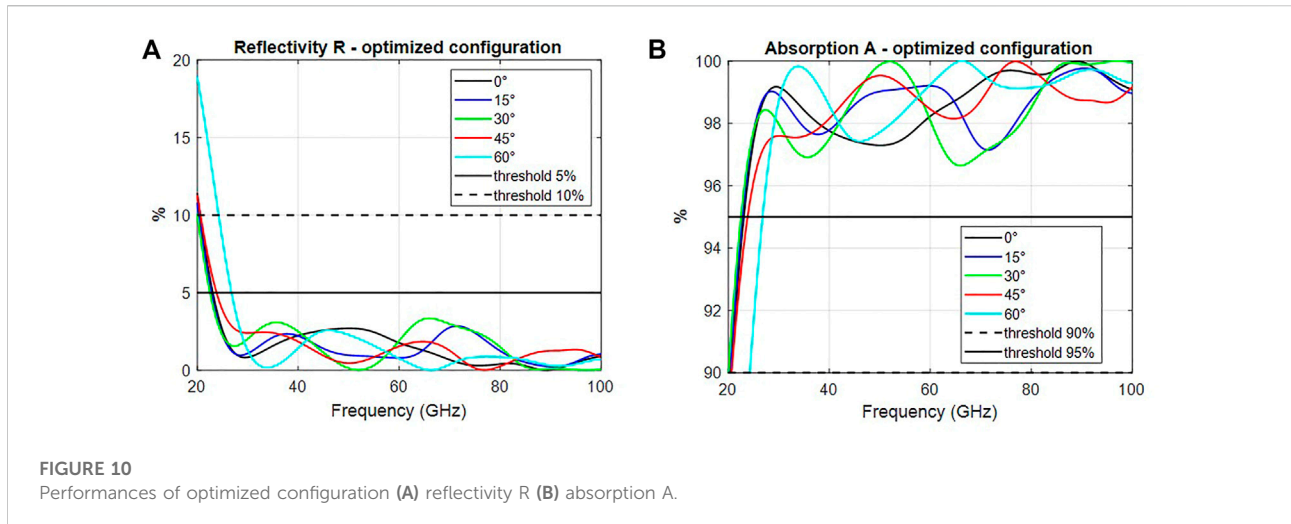 A
Reflectivity R - optimized configuration
20
15
10
5
0
%
0°
15°
30°
45°
60°
threshold 5%
threshold 10%
20
40
60
80
100
Frequency (GHz)
B
Absorption A - optimized configuration
100
98
96
94
92
90
%
0°
15°
30°
45°
60°
threshold 90%
threshold 95%
20
40
60
80
100
Frequency (GHz)
FIGURE 10
Performances of optimized configuration (A) reflectivity R (B) absorption A.